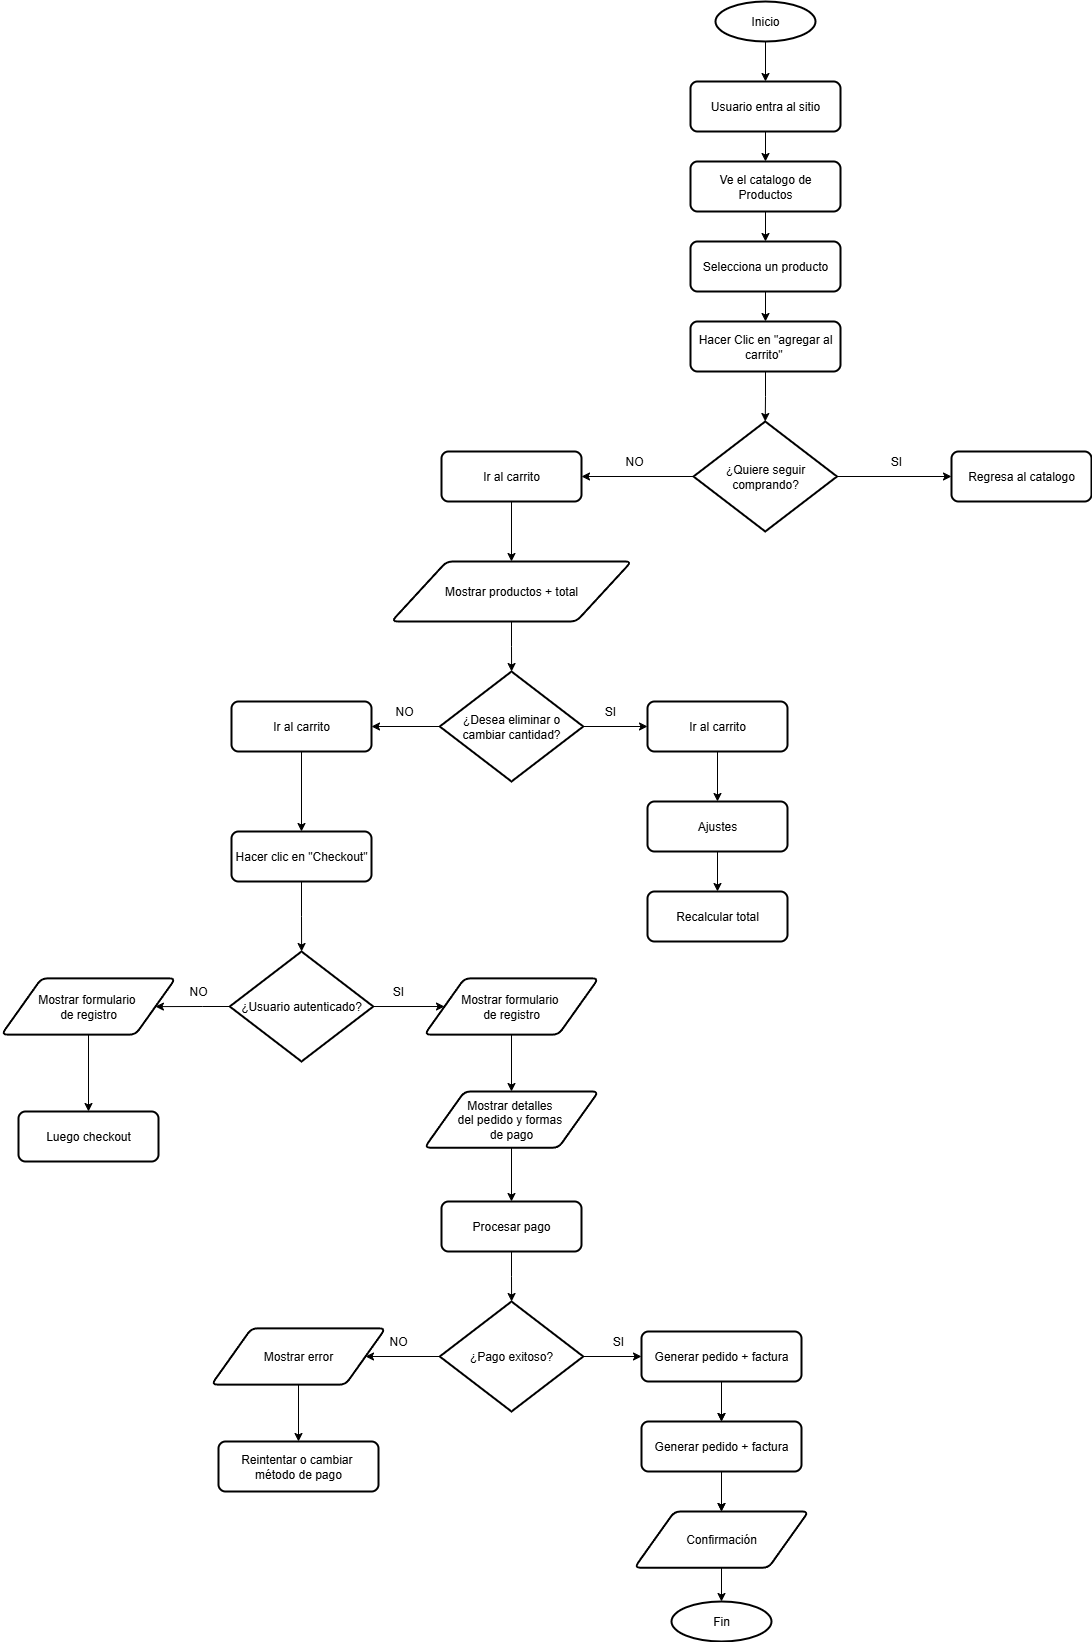 Inicio
Usuario entra al sitio
Ve el catalogo de
Productos
Selecciona un producto
Hacer Clic en "agregar al
carrito"
¿Quiere seguir
comprando?
NO
SI
Ir al carrito
Regresa al catalogo
Mostrar productos + total
¿Desea eliminar o
cambiar cantidad?
NO
SI
Ir al carrito
Ir al carrito
Ajustes
Hacer clic en "Checkout"
Recalcular total
¿Usuario autenticado?
NO
SI
Mostrar formulario
de registro
Mostrar formulario
de registro
Luego checkout
Mostrar detalles
del pedido y formas
de pago
Procesar pago
¿Pago exitoso?
NO
SI
Mostrar error
Generar pedido + factura
Reintentar o cambiar
método de pago
Generar pedido + factura
Confirmación
Fin